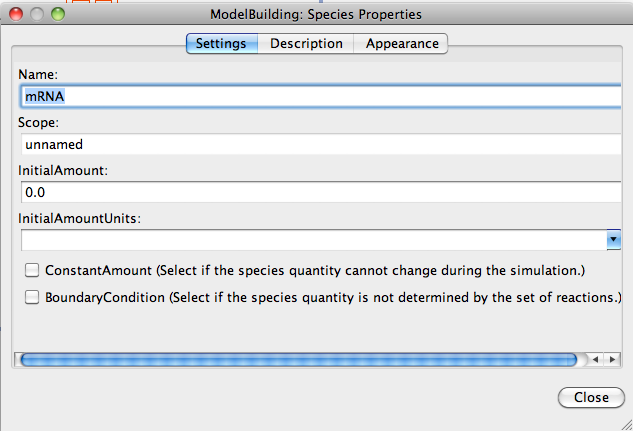 ModelBuilding: Species Properties
Settings Description Appearance
Name:
mRNA
Scope:
unnamed
InitialAmount:
0.0
InitialAmountUnits:
ConstantAmount (Select if the species quantity cannot change during the simulation.)
BoundaryCondition (Select if the species quantity is not determined by the set of reactions.)
Close